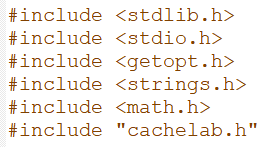 #include <stdlib.h>
#include <stdio.h>
#include <getopt.h>
#include <strings.h>
#include <math.h>
#include "cachelab.h"